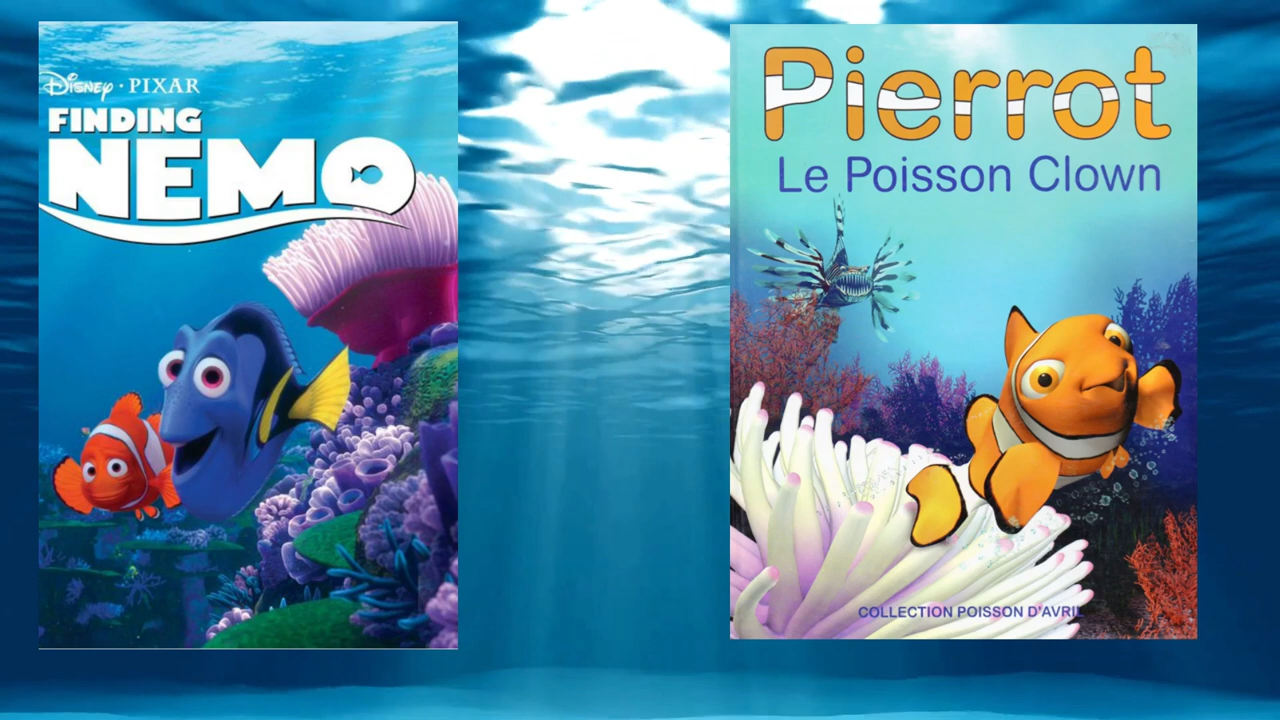 Disney · PIXAR
FINDING
NEMO
Pierrot
Le Poisson Clown
COLLECTION POISSON D'AVRIL